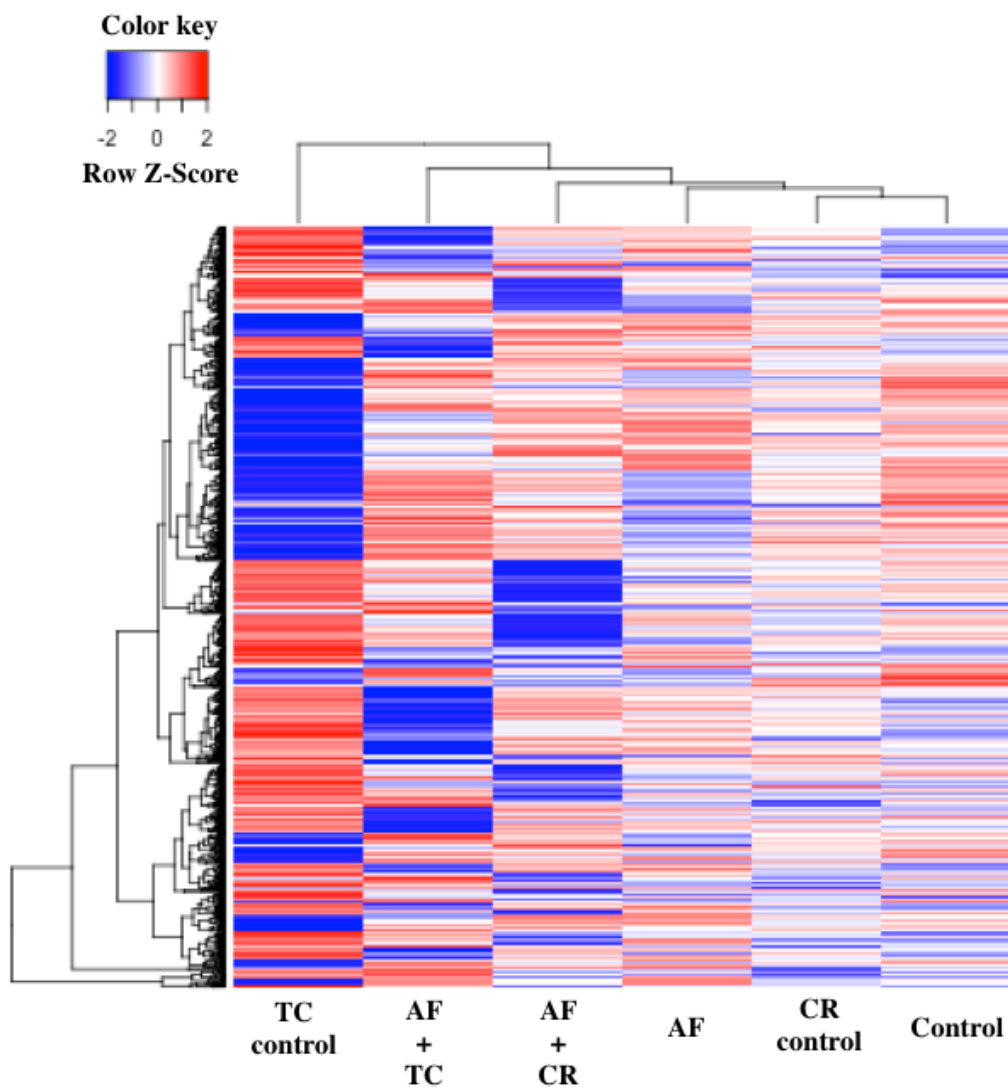 Color key
-2 0 2
Row Z-Score
TC
control
AF
+
TC
AF
+
CR
AF
CR
control
Control